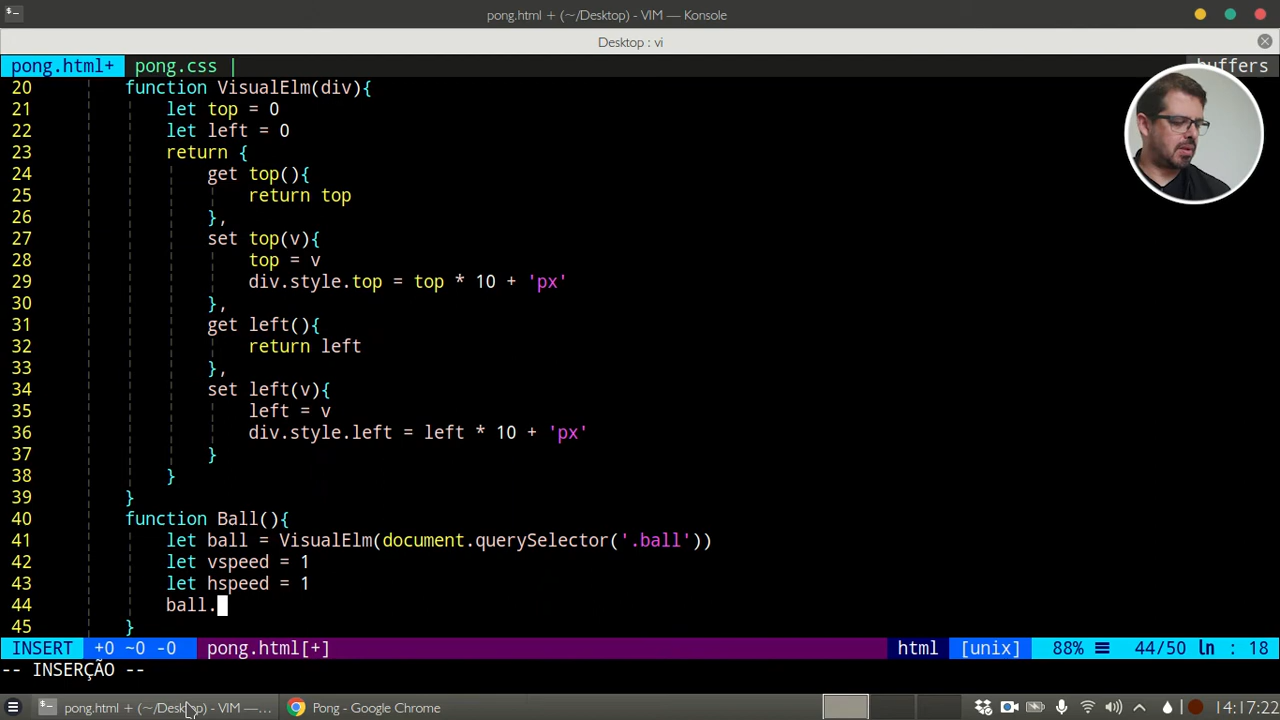 pong.html + (~/Desktop) - VIM — Konsole
Desktop : vi
pong.html+ pong.css | buffers
20 function VisualElm(div){
21 let top = 0
22 let left = 0
23 return {
24 get top(){
25 return top
26 },
27 set top(v){
28 top = v
29 div.style.top = top * 10 + 'px'
30 },
31 get left(){
32 return left
33 },
34 set left(v){
35 left = v
36 div.style.left = left * 10 + 'px'
37 }
38 }
39 }
40 function Ball(){
41 let ball = VisualElm(document.querySelector('.ball'))
42 let vspeed = 1
43 let hspeed = 1
44 ball.
45 }
INSERT +0 ~0 -0 pong.html[+] html [unix] 88% ☰ 44/50 ln : 18
-- INSERÇÃO --
pong.html + (~/Desktop) - VIM —... Pong - Google Chrome 14:17:22